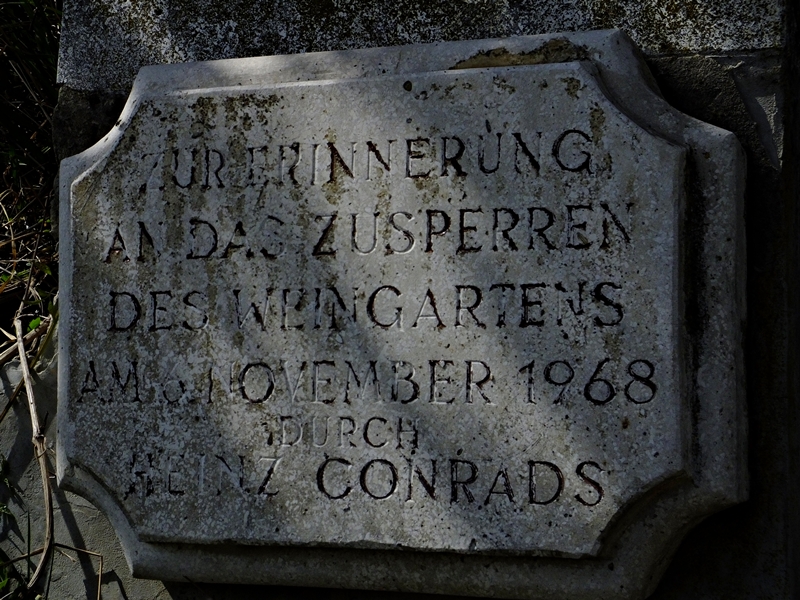 ZUR ERINNERUNG
AN DAS ZUSPERREN
DES WEINGARTENS
AM NOVEMBER 1968
DURCH
HEINZ CONRADS